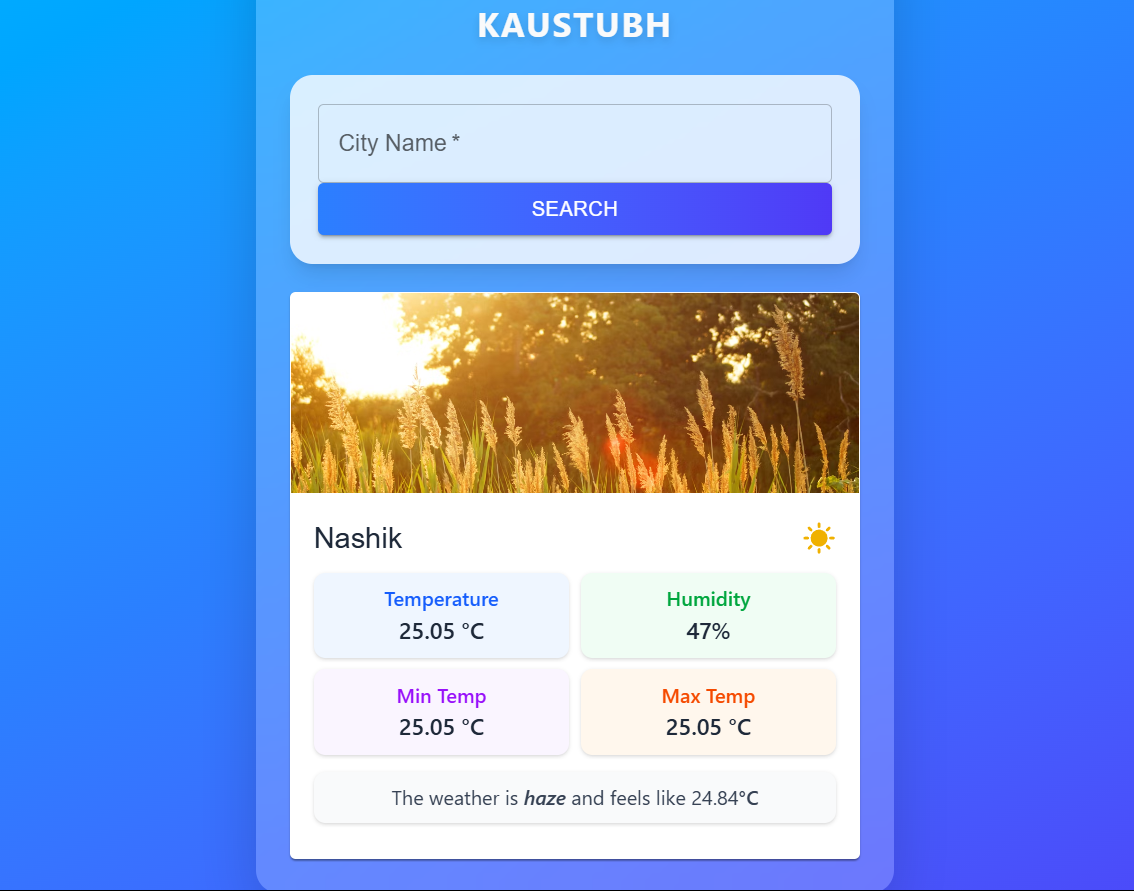 KAUSTUBH
City Name *
SEARCH
Nashik
Temperature
25.05 °C
Humidity
47%
Min Temp
25.05 °C
Max Temp
25.05 °C
The weather is haze and feels like 24.84°C